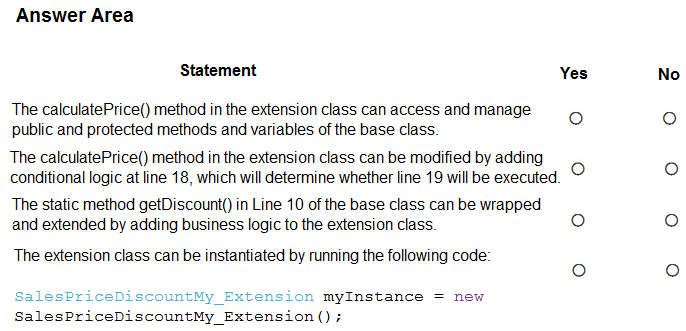 Answer Area
Statement Yes No
The calculatePrice() method in the extension class can access and manage
public and protected methods and variables of the base class.
The calculatePrice() method in the extension class can be modified by adding
conditional logic at line 18, which will determine whether line 19 will be executed.
The static method getDiscount() in Line 10 of the base class can be wrapped
and extended by adding business logic to the extension class.
The extension class can be instantiated by running the following code:
SalesPriceDiscountMy_Extension myInstance = new
SalesPriceDiscountMy_Extension();